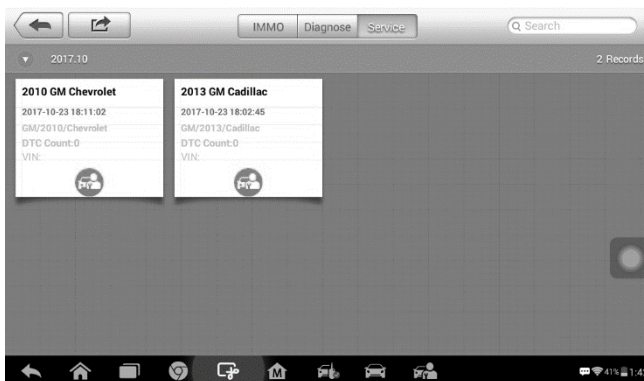 IMMO Diagnose Service Search
2017.10 2 Records
2010 GM Chevrolet
2017-10-23 18:11:02
GM/2010/Chevrolet
DTC Count:0
VIN:
2013 GM Cadillac
2017-10-23 18:02:45
GM/2013/Cadillac
DTC Count:0
VIN:
M
41%